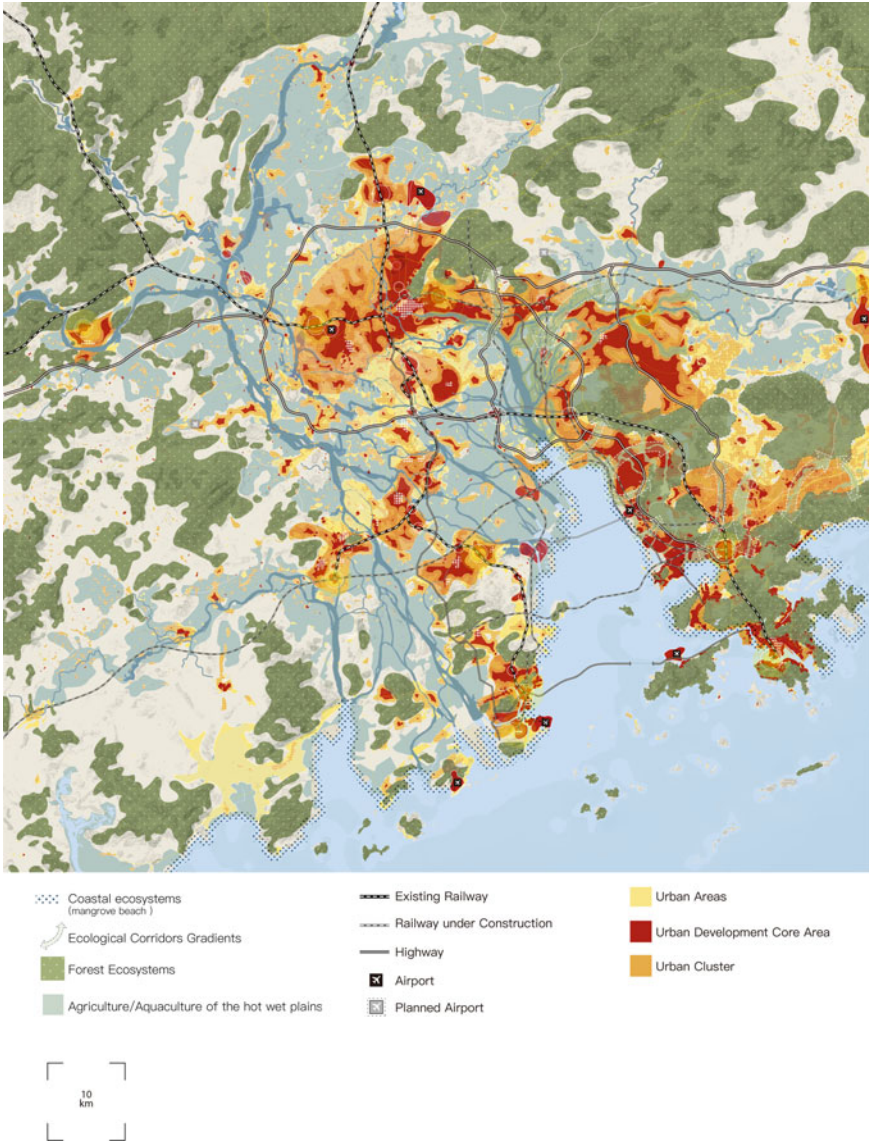 Coastal ecosystems
(mangrove beach )
Ecological Corridors Gradients
Forest Ecosystems
Agriculture/Aquaculture of the hot wet plains
Existing Railway
Railway under Construction
Highway
Airport
Planned Airport
Urban Areas
Urban Development Core Area
Urban Cluster
10
km